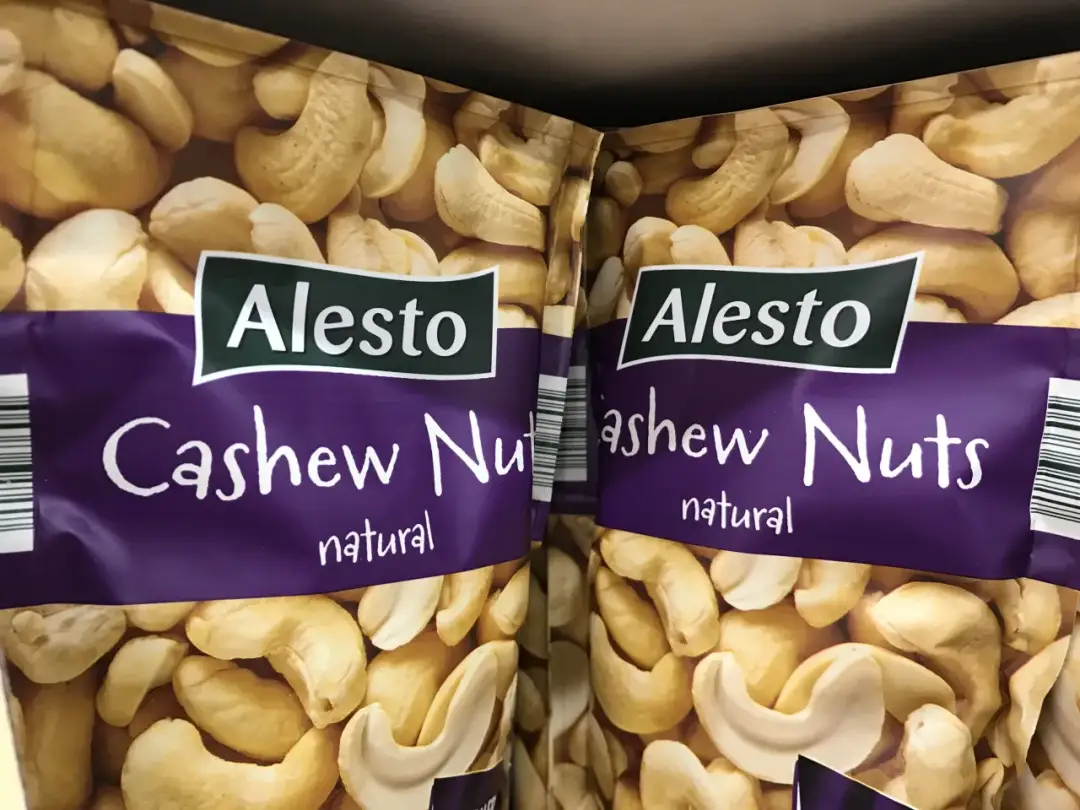 Alesto
Cashew Nut
natural
Alesto
ashew Nuts
natural